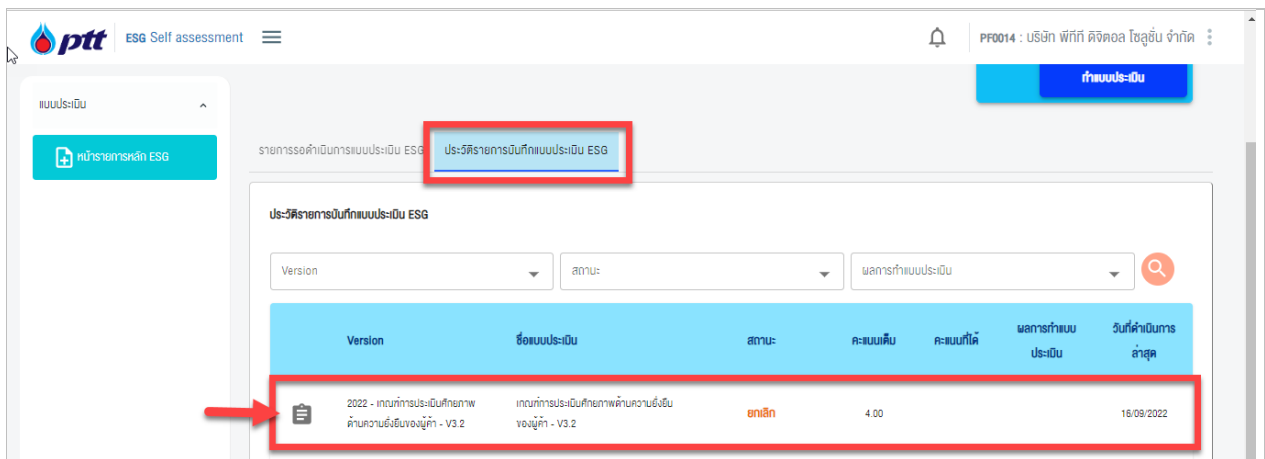 ptt ESG Self assessment PF0014 : บริษัท พีทีที ดิจิตอล โซลูชั่น จำกัด
ทำแบบประเมิน
แบบประเมิน
หน้ารายการหลัก ESG
รายการรอดำเนินการแบบประเมิน ESG ประวัติรายการบันทึกแบบประเมิน ESG
ประวัติรายการบันทึกแบบประเมิน ESG
Version สถานะ ผลการทำแบบประเมิน
Version ชื่อแบบประเมิน สถานะ คะแนนเต็ม คะแนนที่ได้ ผลการทำแบบ วันที่ดำเนินการ
ประเมิน ล่าสุด
2022 - เกณฑ์การประเมินศักยภาพ เกณฑ์การประเมินศักยภาพด้านความยั่งยืน ยกเลิก 4.00 16/09/2022
ด้านความยั่งยืนของผู้ค้า - V3.2 ของผู้ค้า - V3.2